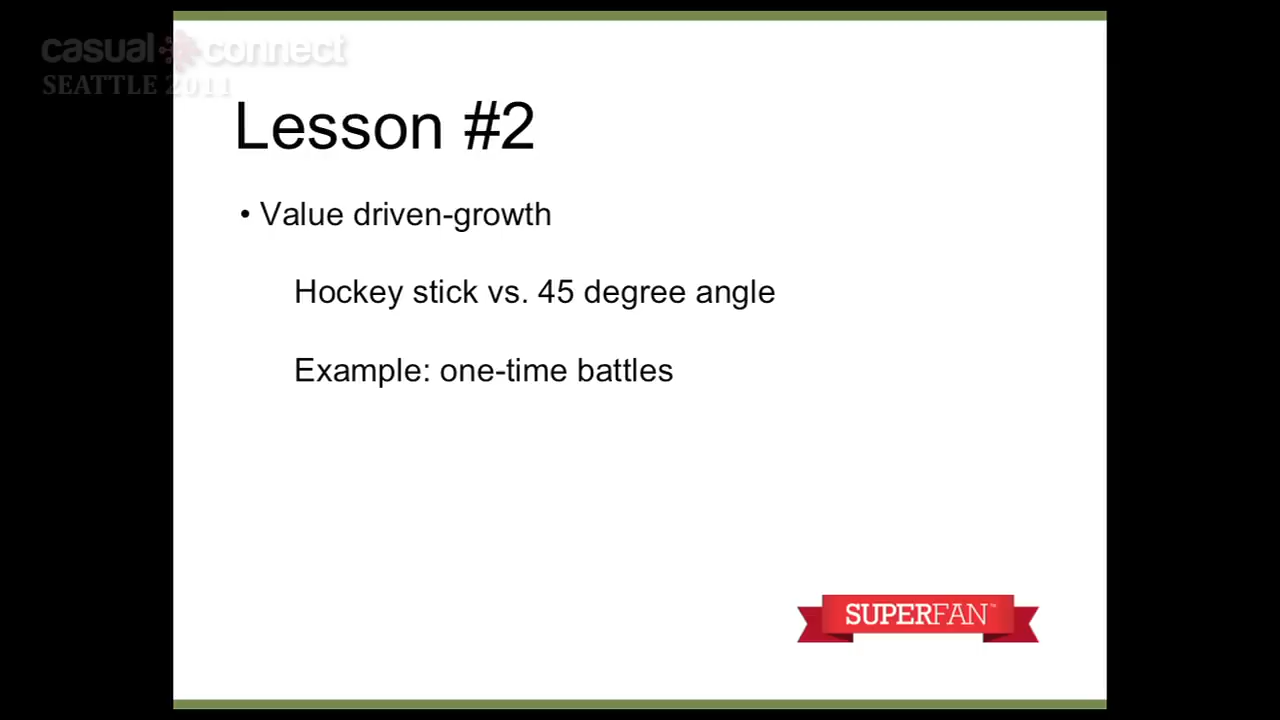 casual connect
SEATTLE 2011
Lesson #2
• Value driven-growth
Hockey stick vs. 45 degree angle
Example: one-time battles
SUPERFAN™